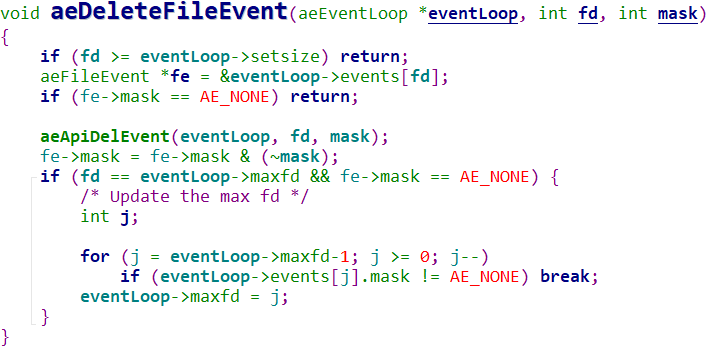 void aeDeleteFileEvent(aeEventLoop *eventLoop, int fd, int mask)
{
    if (fd >= eventLoop->setsize) return;
    aeFileEvent *fe = &eventLoop->events[fd];
    if (fe->mask == AE_NONE) return;

    aeApiDelEvent(eventLoop, fd, mask);
    fe->mask = fe->mask & (~mask);
    if (fd == eventLoop->maxfd && fe->mask == AE_NONE) {
        /* Update the max fd */
        int j;

        for (j = eventLoop->maxfd-1; j >= 0; j--)
            if (eventLoop->events[j].mask != AE_NONE) break;
        eventLoop->maxfd = j;
    }
}